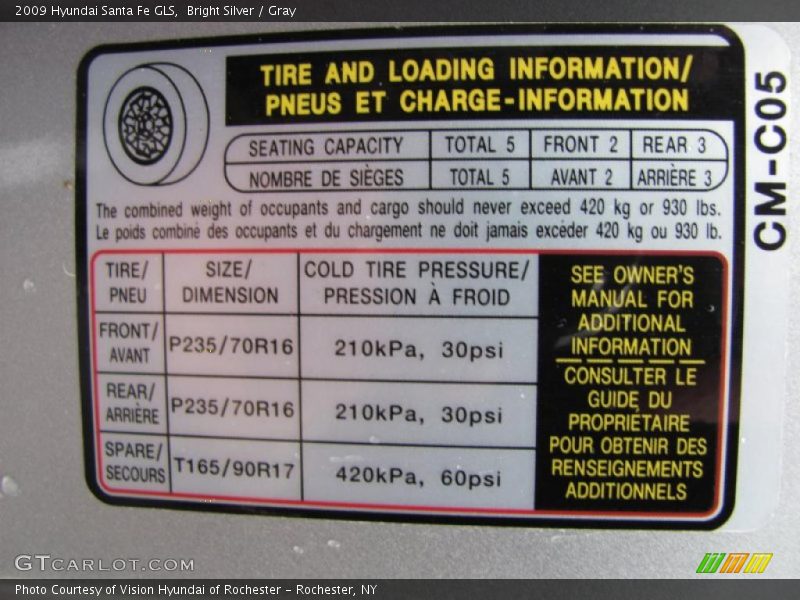 2009 Hyundai Santa Fe GLS, Bright Silver / Gray
TIRE AND LOADING INFORMATION/
PNEUS ET CHARGE-INFORMATION
SEATING CAPACITY TOTAL 5 FRONT 2 REAR 3
NOMBRE DE SIÈGES TOTAL 5 AVANT 2 ARRIÈRE 3
The combined weight of occupants and cargo should never exceed 420 kg or 930 lbs.
Le poids combiné des occupants et du chargement ne doit jamais excéder 420 kg ou 930 lb.
TIRE/
PNEU
SIZE/
DIMENSION
COLD TIRE PRESSURE/
PRESSION À FROID
FRONT/
AVANT
P235/70R16
210kPa, 30psi
REAR/
ARRIÈRE
P235/70R16
210kPa, 30psi
SPARE/
SECOURS
T165/90R17
420kPa, 60psi
SEE OWNER'S
MANUAL FOR
ADDITIONAL
INFORMATION
CONSULTER LE
GUIDE DU
PROPRIÉTAIRE
POUR OBTENIR DES
RENSEIGNEMENTS
ADDITIONNELS
CM-C05
GTCARLOT.COM
Photo Courtesy of Vision Hyundai of Rochester - Rochester, NY